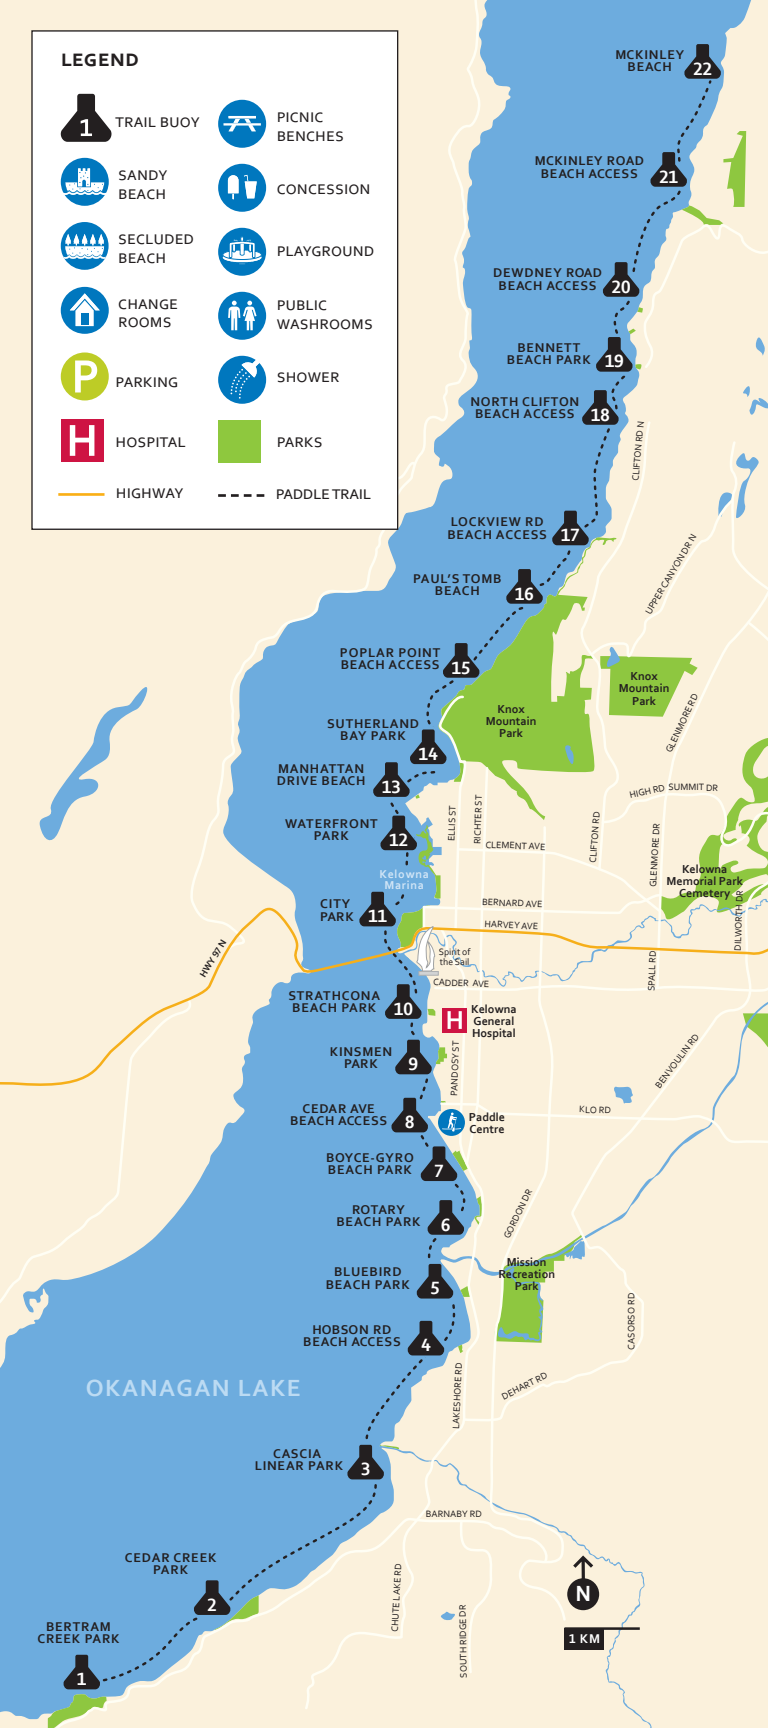 LEGEND
1
TRAIL BUOY
PICNIC
BENCHES
SANDY
BEACH
CONCESSION
SECLUDED
BEACH
PLAYGROUND
CHANGE
ROOMS
PUBLIC
WASHROOMS
P
PARKING
SHOWER
H
HOSPITAL
PARKS
HIGHWAY
PADDLE TRAIL
MCKINLEY
BEACH
22
MCKINLEY ROAD
BEACH ACCESS
21
DEWDNEY ROAD
BEACH ACCESS
20
BENNETT
BEACH PARK
19
NORTH CLIFTON
BEACH ACCESS
18
CLIFTON RD N
LOCKVIEW RD
BEACH ACCESS
17
UPPER CANYON DR N
PAUL'S TOMB
BEACH
16
POPLAR POINT
BEACH ACCESS
15
Knox
Mountain
Park
Knox
Mountain
Park
GLENMORE RD
SUTHERLAND
BAY PARK
14
MANHATTAN
DRIVE BEACH
13
HIGH RD
SUMMIT DR
WATERFRONT
PARK
12
ELLIS ST
RICHTER ST
CLEMENT AVE
CLIFTON RD
GLENMORE DR
Kelowna
Marina
Kelowna
Memorial Park
Cemetery
CITY
PARK
11
BERNARD AVE
HARVEY AVE
DILWORTH DR
HWY 97 N
Spirit of
the Sail
SPALL RD
CADDER AVE
STRATHCONA
BEACH PARK
10
H
Kelowna
General
Hospital
KINSMEN
PARK
9
PANDOSY ST
BENVOULIN RD
CEDAR AVE
BEACH ACCESS
8
Paddle
Centre
KLO RD
BOYCE-GYRO
BEACH PARK
7
ROTARY
BEACH PARK
6
GORDON DR
BLUEBIRD
BEACH PARK
5
Mission
Recreation
Park
HOBSON RD
BEACH ACCESS
4
CASORSO RD
OKANAGAN LAKE
LAKESHORE RD
DEHART RD
CASCIA
LINEAR PARK
3
BARNABY RD
CEDAR CREEK
PARK
2
CHUTE LAKE RD
SOUTH RIDGE DR
N
1 KM
BERTRAM
CREEK PARK
1